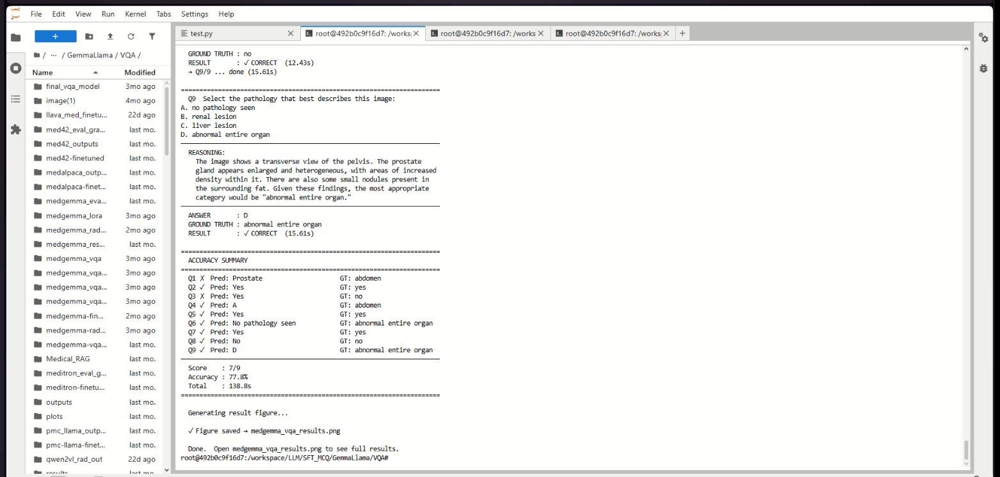 File Edit View Run Kernel Tabs Settings Help
test.py
root@492b0c9f16d7: /works
root@492b0c9f16d7: /works
root@492b0c9f16d7: /works
/ ... / GemmaLlama / VQA /
Name Modified
final_vqa_model 3mo ago
image(1) 4mo ago
llava_med_finetu... 22d ago
med42_eval_gra... last mo.
med42_outputs last mo.
med42-finetuned last mo.
medalpaca_outp... last mo.
medalpaca-finet... last mo.
medgemma_eva... last mo.
medgemma_lora 3mo ago
medgemma_rad... 2mo ago
medgemma_res... last mo.
medgemma_vqa 3mo ago
medgemma_vqa... 3mo ago
medgemma_vqa... 3mo ago
medgemma_vqa... 3mo ago
medgemma-fin... 2mo ago
medgemma-rad... 3mo ago
medgemma-vqa... last mo.
Medical_RAG last mo.
meditron_eval_g... last mo.
meditron-finetu... last mo.
outputs last mo.
plots last mo.
pmc_llama_outp... last mo.
pmc-llama-finet... last mo.
qwen2vl_rad_out 22d ago
results last mo.
GROUND TRUTH : no
RESULT : ✓ CORRECT (12.43s)
→ Q9/9 ... done (15.61s)
Q9 Select the pathology that best describes this image:
A. no pathology seen
B. renal lesion
C. liver lesion
D. abnormal entire organ
REASONING:
The image shows a transverse view of the pelvis. The prostate
gland appears enlarged and heterogeneous, with areas of increased
density within it. There are also some small nodules present in
the surrounding fat. Given these findings, the most appropriate
category would be "abnormal entire organ."
ANSWER : D
GROUND TRUTH : abnormal entire organ
RESULT : ✓ CORRECT (15.61s)
ACCURACY SUMMARY
Q1 ✗ Pred: Prostate GT: abdomen
Q2 ✓ Pred: Yes GT: yes
Q3 ✗ Pred: Yes GT: no
Q4 ✓ Pred: A GT: abdomen
Q5 ✓ Pred: Yes GT: yes
Q6 ✓ Pred: No pathology seen GT: abnormal entire organ
Q7 ✓ Pred: Yes GT: yes
Q8 ✓ Pred: No GT: no
Q9 ✓ Pred: D GT: abnormal entire organ
Score : 7/9
Accuracy : 77.8%
Total : 138.8s
Generating result figure...
✓ Figure saved → medgemma_vqa_results.png
Done. Open medgemma_vqa_results.png to see full results.
root@492b0c9f16d7:/workspace/LLM/SFT_MCQ/GemmaLlama/VQA#